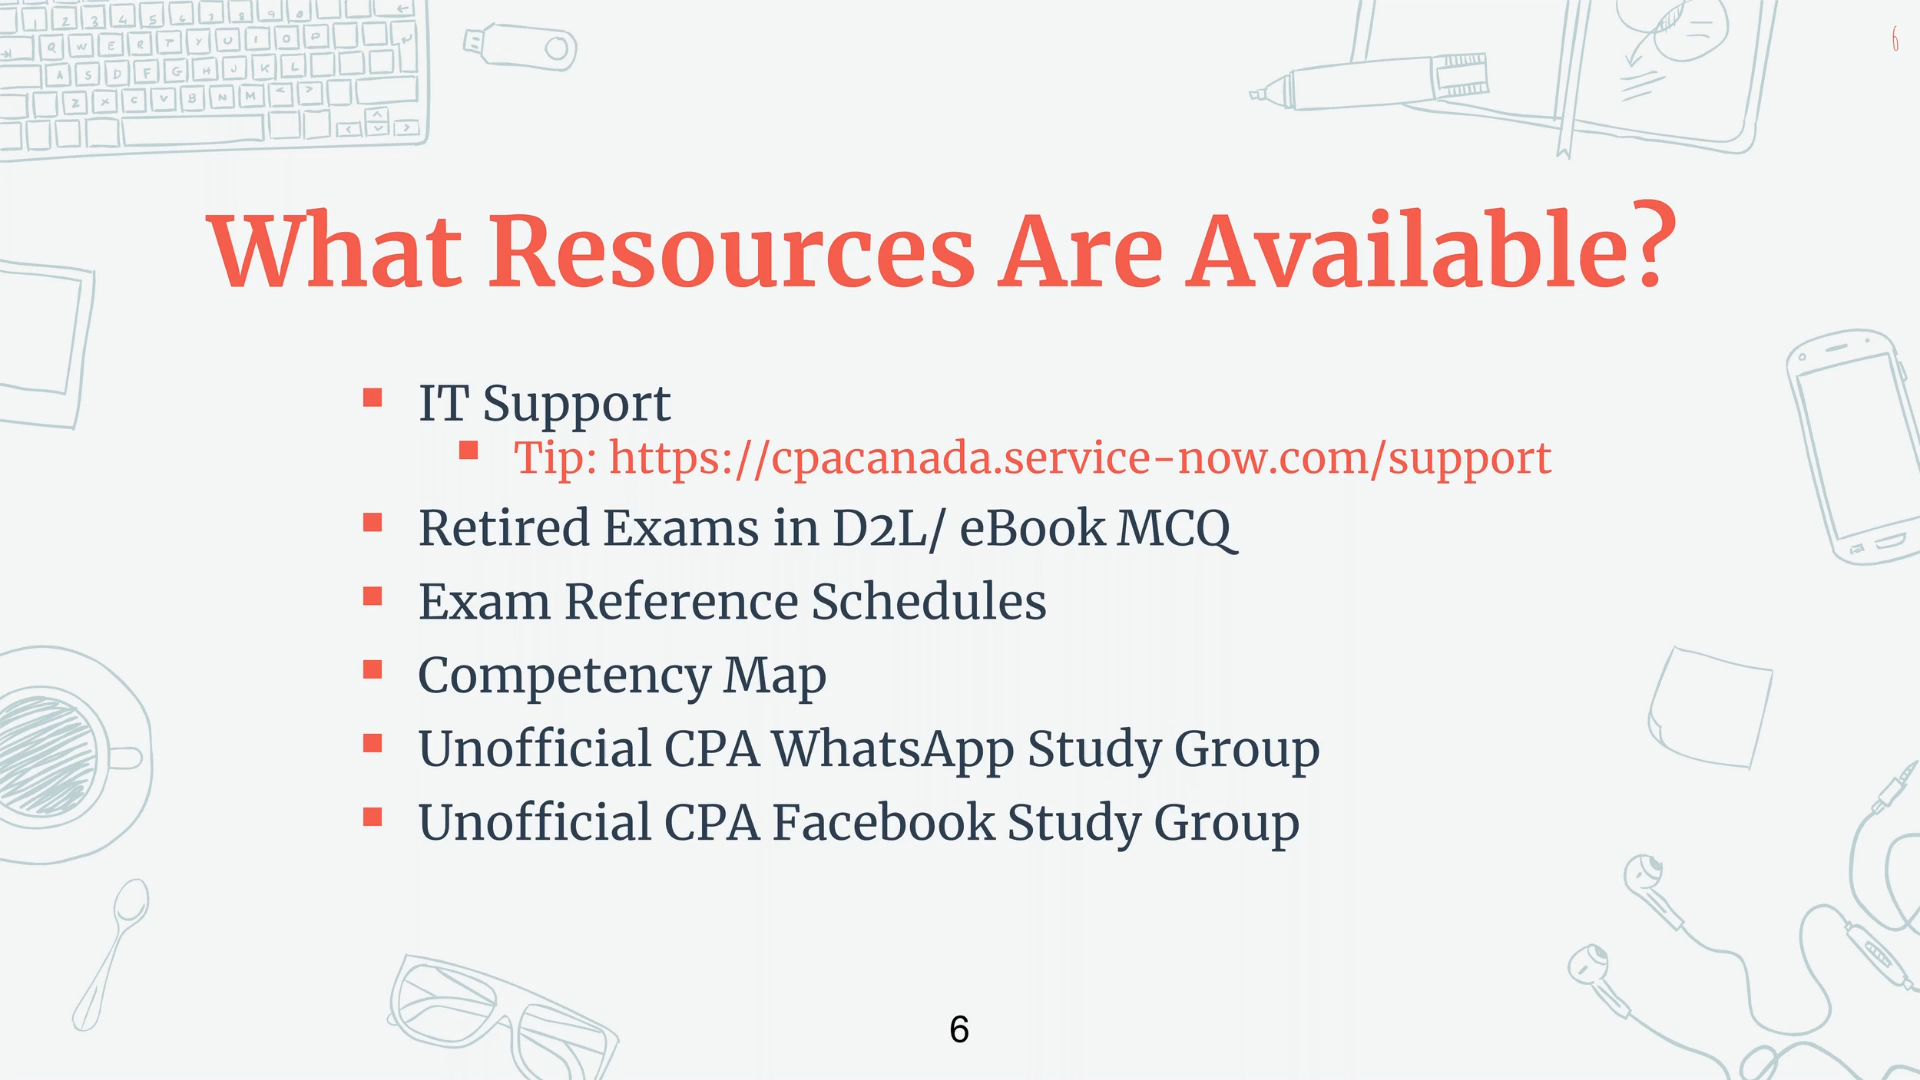 6
What Resources Are Available?
IT Support
Tip: https://cpacanada.service-now.com/support
Retired Exams in D2L/ eBook MCQ
Exam Reference Schedules
Competency Map
Unofficial CPA WhatsApp Study Group
Unofficial CPA Facebook Study Group
6